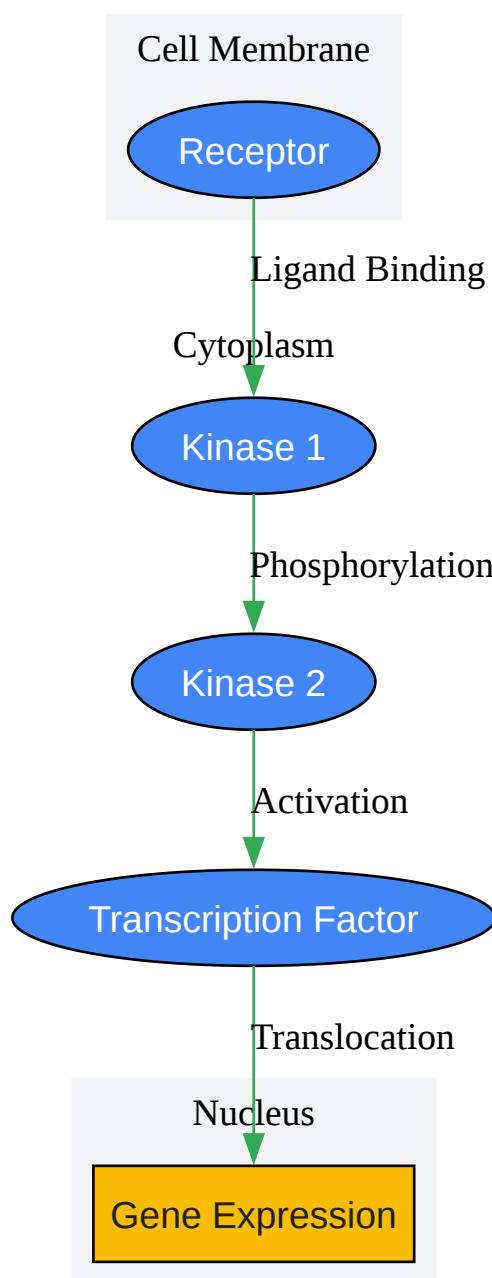 Cell Membrane
Receptor
Ligand Binding
Cytoplasm
Kinase 1
Phosphorylation
Kinase 2
Activation
Transcription Factor
Translocation
Nucleus
Gene Expression